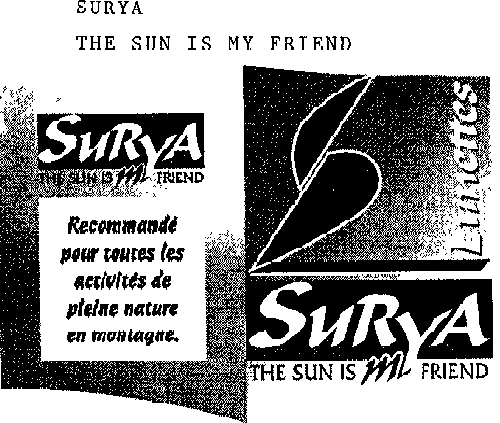 SURYA
THE SUN IS MY FRIEND
SURYA
THE SUN IS MY FRIEND
Recommandé
pour toutes les
activités de
pleine nature
en montagne.
Lunettes
SURYA
THE SUN IS MY FRIEND